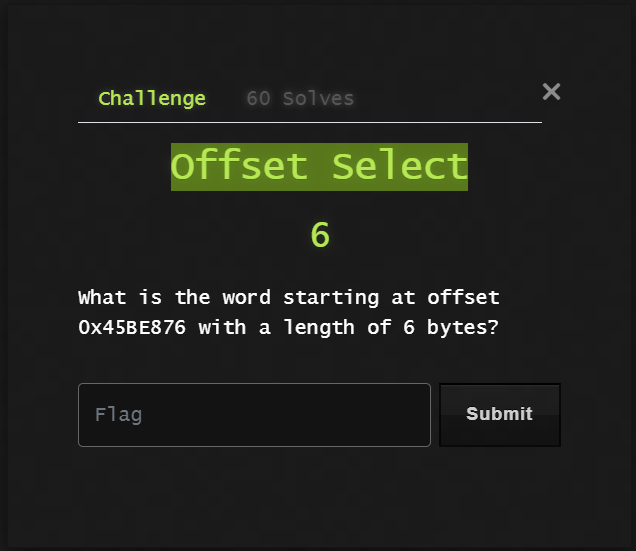 Challenge 60 Solves ×
Offset Select
6
What is the word starting at offset
0x45BE876 with a length of 6 bytes?
Flag Submit